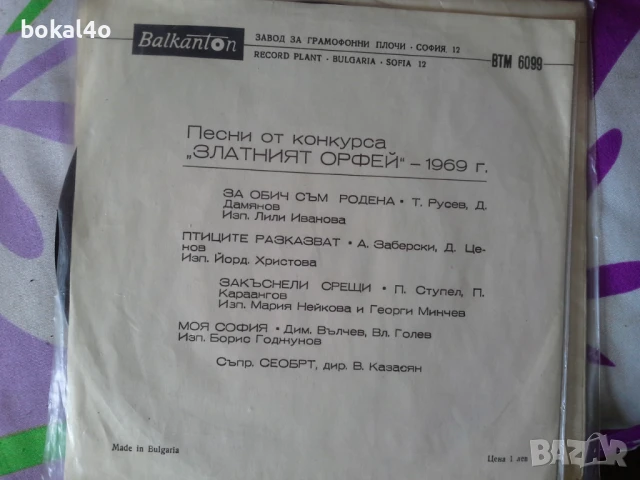 bokal4o
Balkanton
ЗАВОД ЗА ГРАМОФОННИ ПЛОЧИ · СОФИЯ 12
RECORD PLANT · BULGARIA · SOFIA 12
ВТМ 6099
Песни от конкурса
„ЗЛАТНИЯТ ОРФЕЙ" – 1969 г.
ЗА ОБИЧ СЪМ РОДЕНА • Т. Русев, Д.
Дамянов
Изп. Лили Иванова
ПТИЦИТЕ РАЗКАЗВАТ • А. Заберски, Д. Це-
нов
Изп. Йорд. Христова
ЗАКЪСНЕЛИ СРЕЩИ • П. Ступел, П.
Караангов
Изп. Мария Нейкова и Георги Минчев
МОЯ СОФИЯ • Дим. Вълчев, Вл. Голев
Изп. Борис Годжунов
Съпр. СЕОБРТ, дир. В. Казасян
Made in Bulgaria
Цена 1 лв
BAZAR